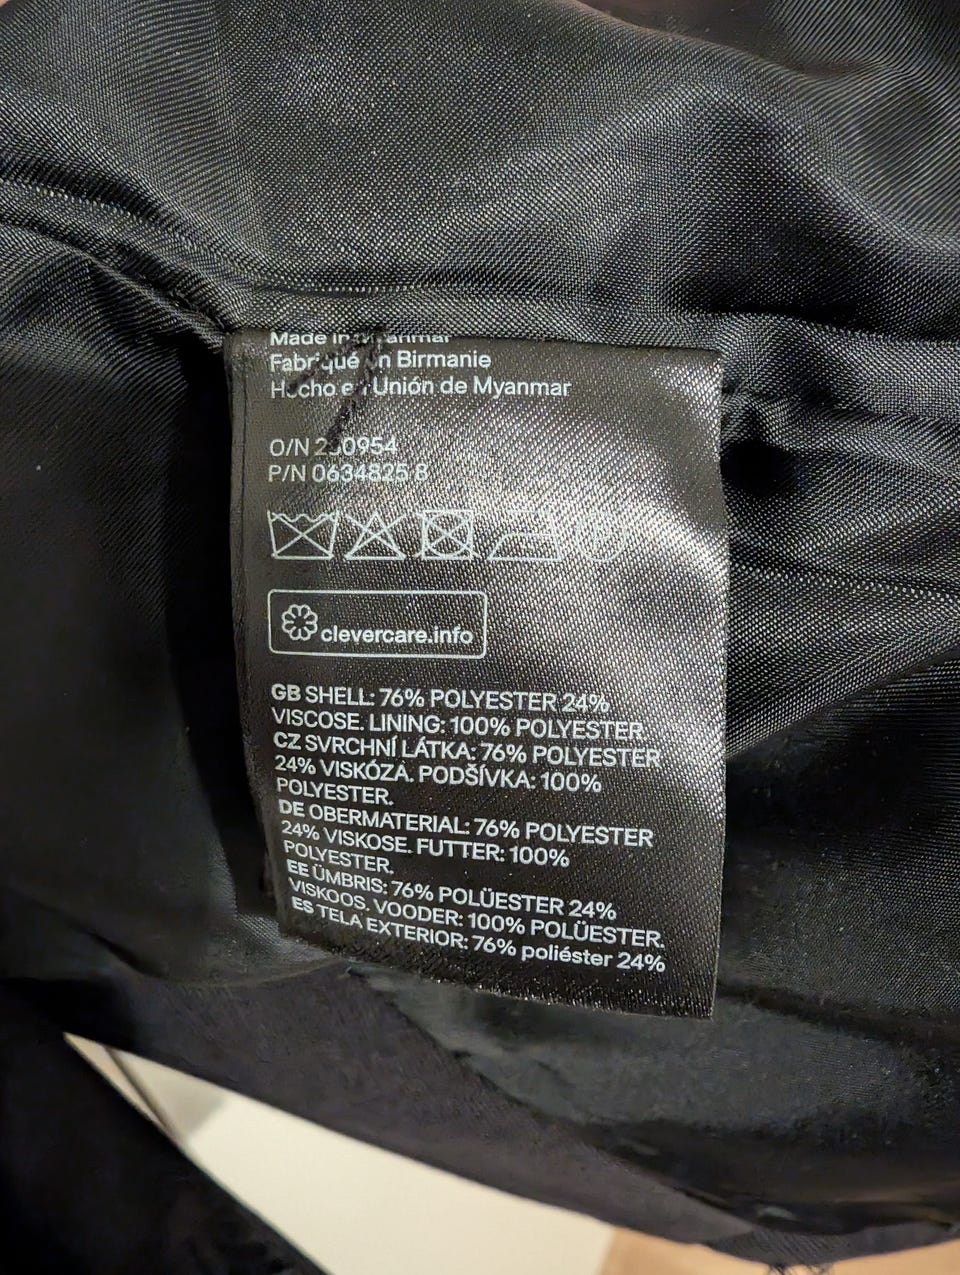 Made in
Fabriqué en Birmanie
Hecho en Unión de Myanmar
O/N
P/N 0634825 8
clevercare.info
GB SHELL: 76% POLYESTER 24%
VISCOSE. LINING: 100% POLYESTER
CZ SVRCHNÍ LÁTKA: 76% POLYESTER
24% VISKÓZA. PODŠÍVKA: 100%
POLYESTER.
DE OBERMATERIAL: 76% POLYESTER
24% VISKOSE. FUTTER: 100%
POLYESTER.
EE ÜMBRIS: 76% POLÜESTER 24%
VISKOOS. VOODER: 100% POLÜESTER.
ES TELA EXTERIOR: 76% poliéster 24%